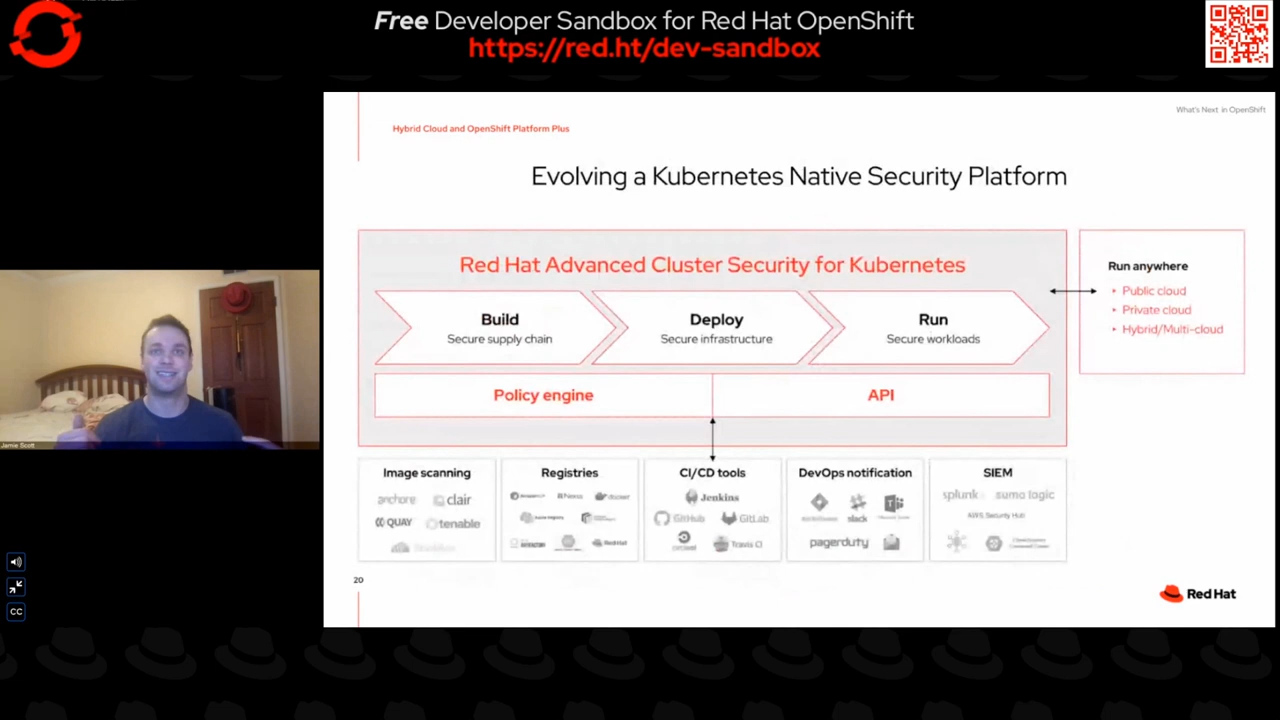 Free Developer Sandbox for Red Hat OpenShift
https://red.ht/dev-sandbox
What's Next in OpenShift
Hybrid Cloud and OpenShift Platform Plus
Evolving a Kubernetes Native Security Platform
Red Hat Advanced Cluster Security for Kubernetes
Build
Secure supply chain
Deploy
Secure infrastructure
Run
Secure workloads
Policy engine
API
Run anywhere
• Public cloud
• Private cloud
• Hybrid/Multi-cloud
Image scanning
anchore
clair
QUAY
tenable
Registries
docker
Red Hat
CI/CD tools
Jenkins
GitHub
GitLab
Travis CI
DevOps notification
slack
pagerduty
SIEM
splunk
sumo logic
AWS Security Hub
20
Red Hat
Jamie Scott
CC